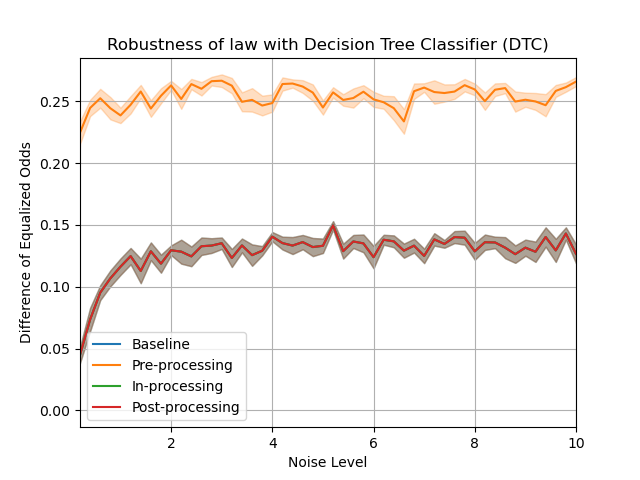 Robustness of law with Decision Tree Classifier (DTC)
Difference of Equalized Odds
0.25
0.20
0.15
0.10
0.05
0.00
Baseline
Pre-processing
In-processing
Post-processing
2 4 6 8 10
Noise Level